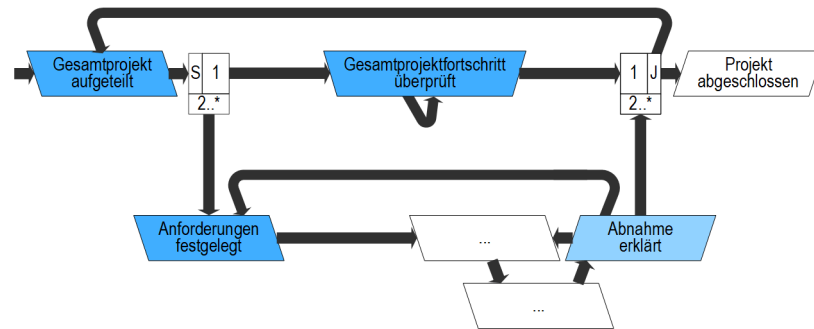 Gesamtprojekt
aufgeteilt
S 1
2..*
Gesamtprojektfortschritt
überprüft
1 J
2..*
Projekt
abgeschlossen
Anforderungen
festgelegt
...
Abnahme
erklärt
...